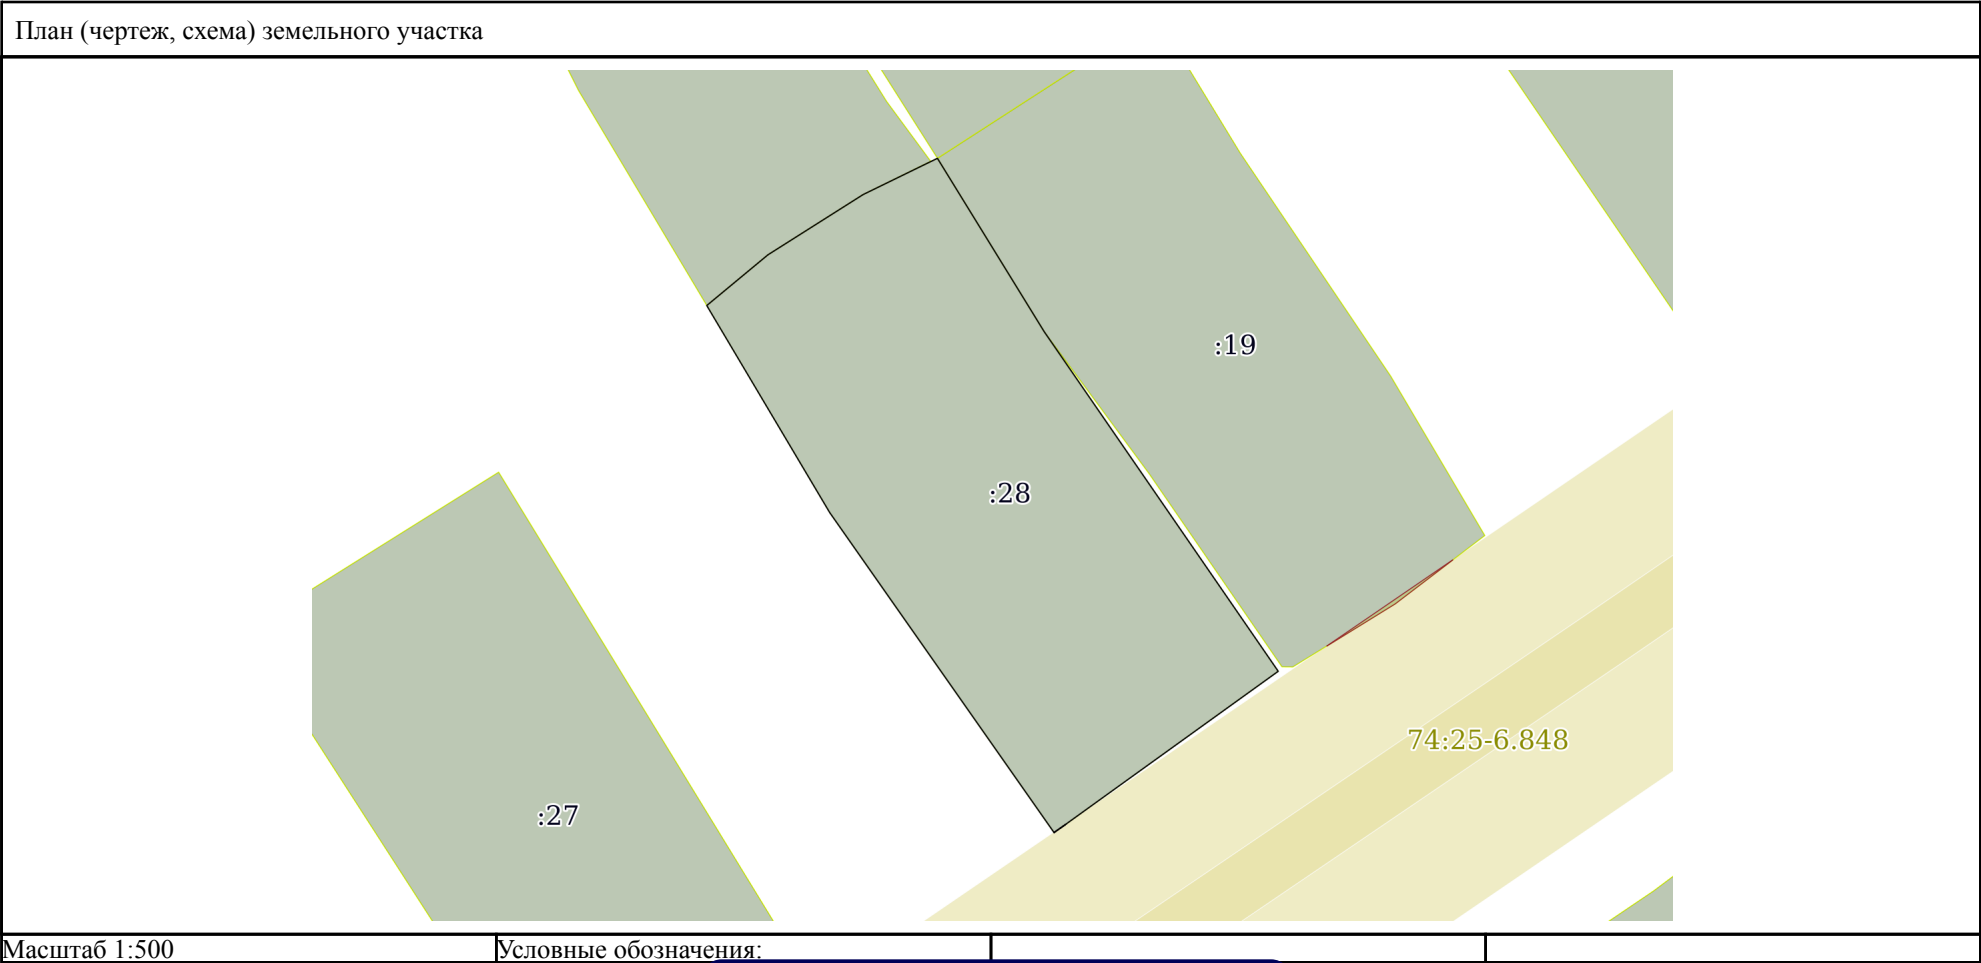 План (чертеж, схема) земельного участка
:19
:28
74:25-6.848
:27
Масштаб 1:500
Условные обозначения: